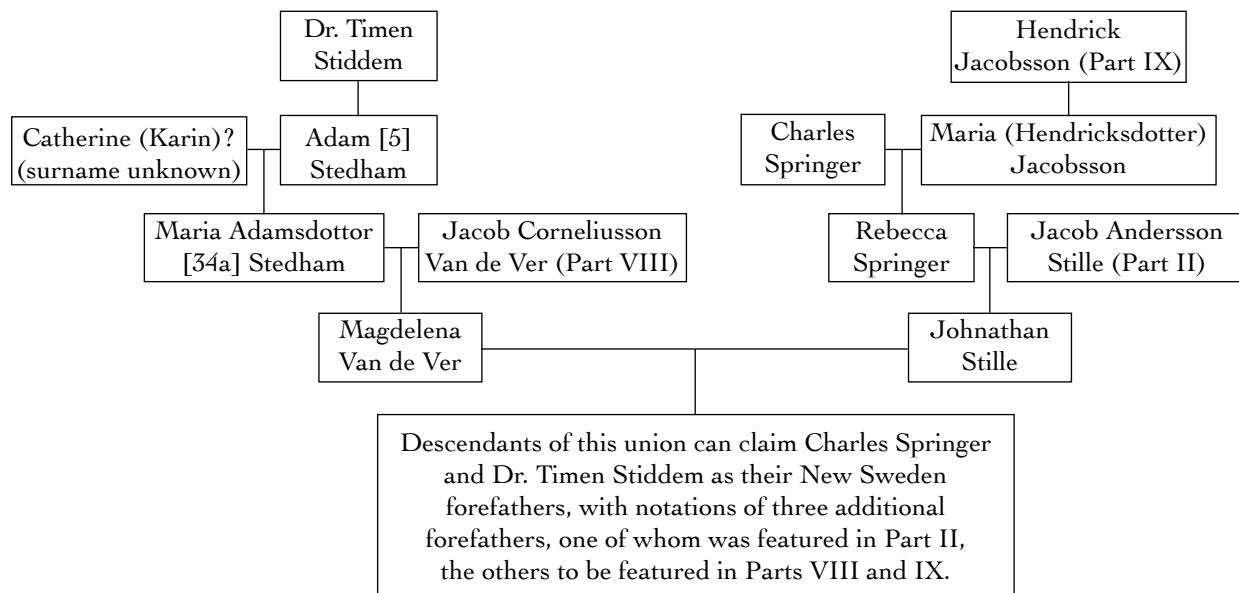 Dr. Timen
Stiddem
Hendrick
Jacobsson (Part IX)
Catherine (Karin)?
(surname unknown)
Adam [5]
Stedham
Charles
Springer
Maria (Hendricksdotter)
Jacobsson
Maria Adamsdottor
[34a] Stedham
Jacob Corneliusson
Van de Ver (Part VIII)
Rebecca
Springer
Jacob Andersson
Stille (Part II)
Magdelena
Van de Ver
Johnathan
Stille
Descendants of this union can claim Charles Springer
and Dr. Timen Stiddem as their New Sweden
forefathers, with notations of three additional
forefathers, one of whom was featured in Part II,
the others to be featured in Parts VIII and IX.